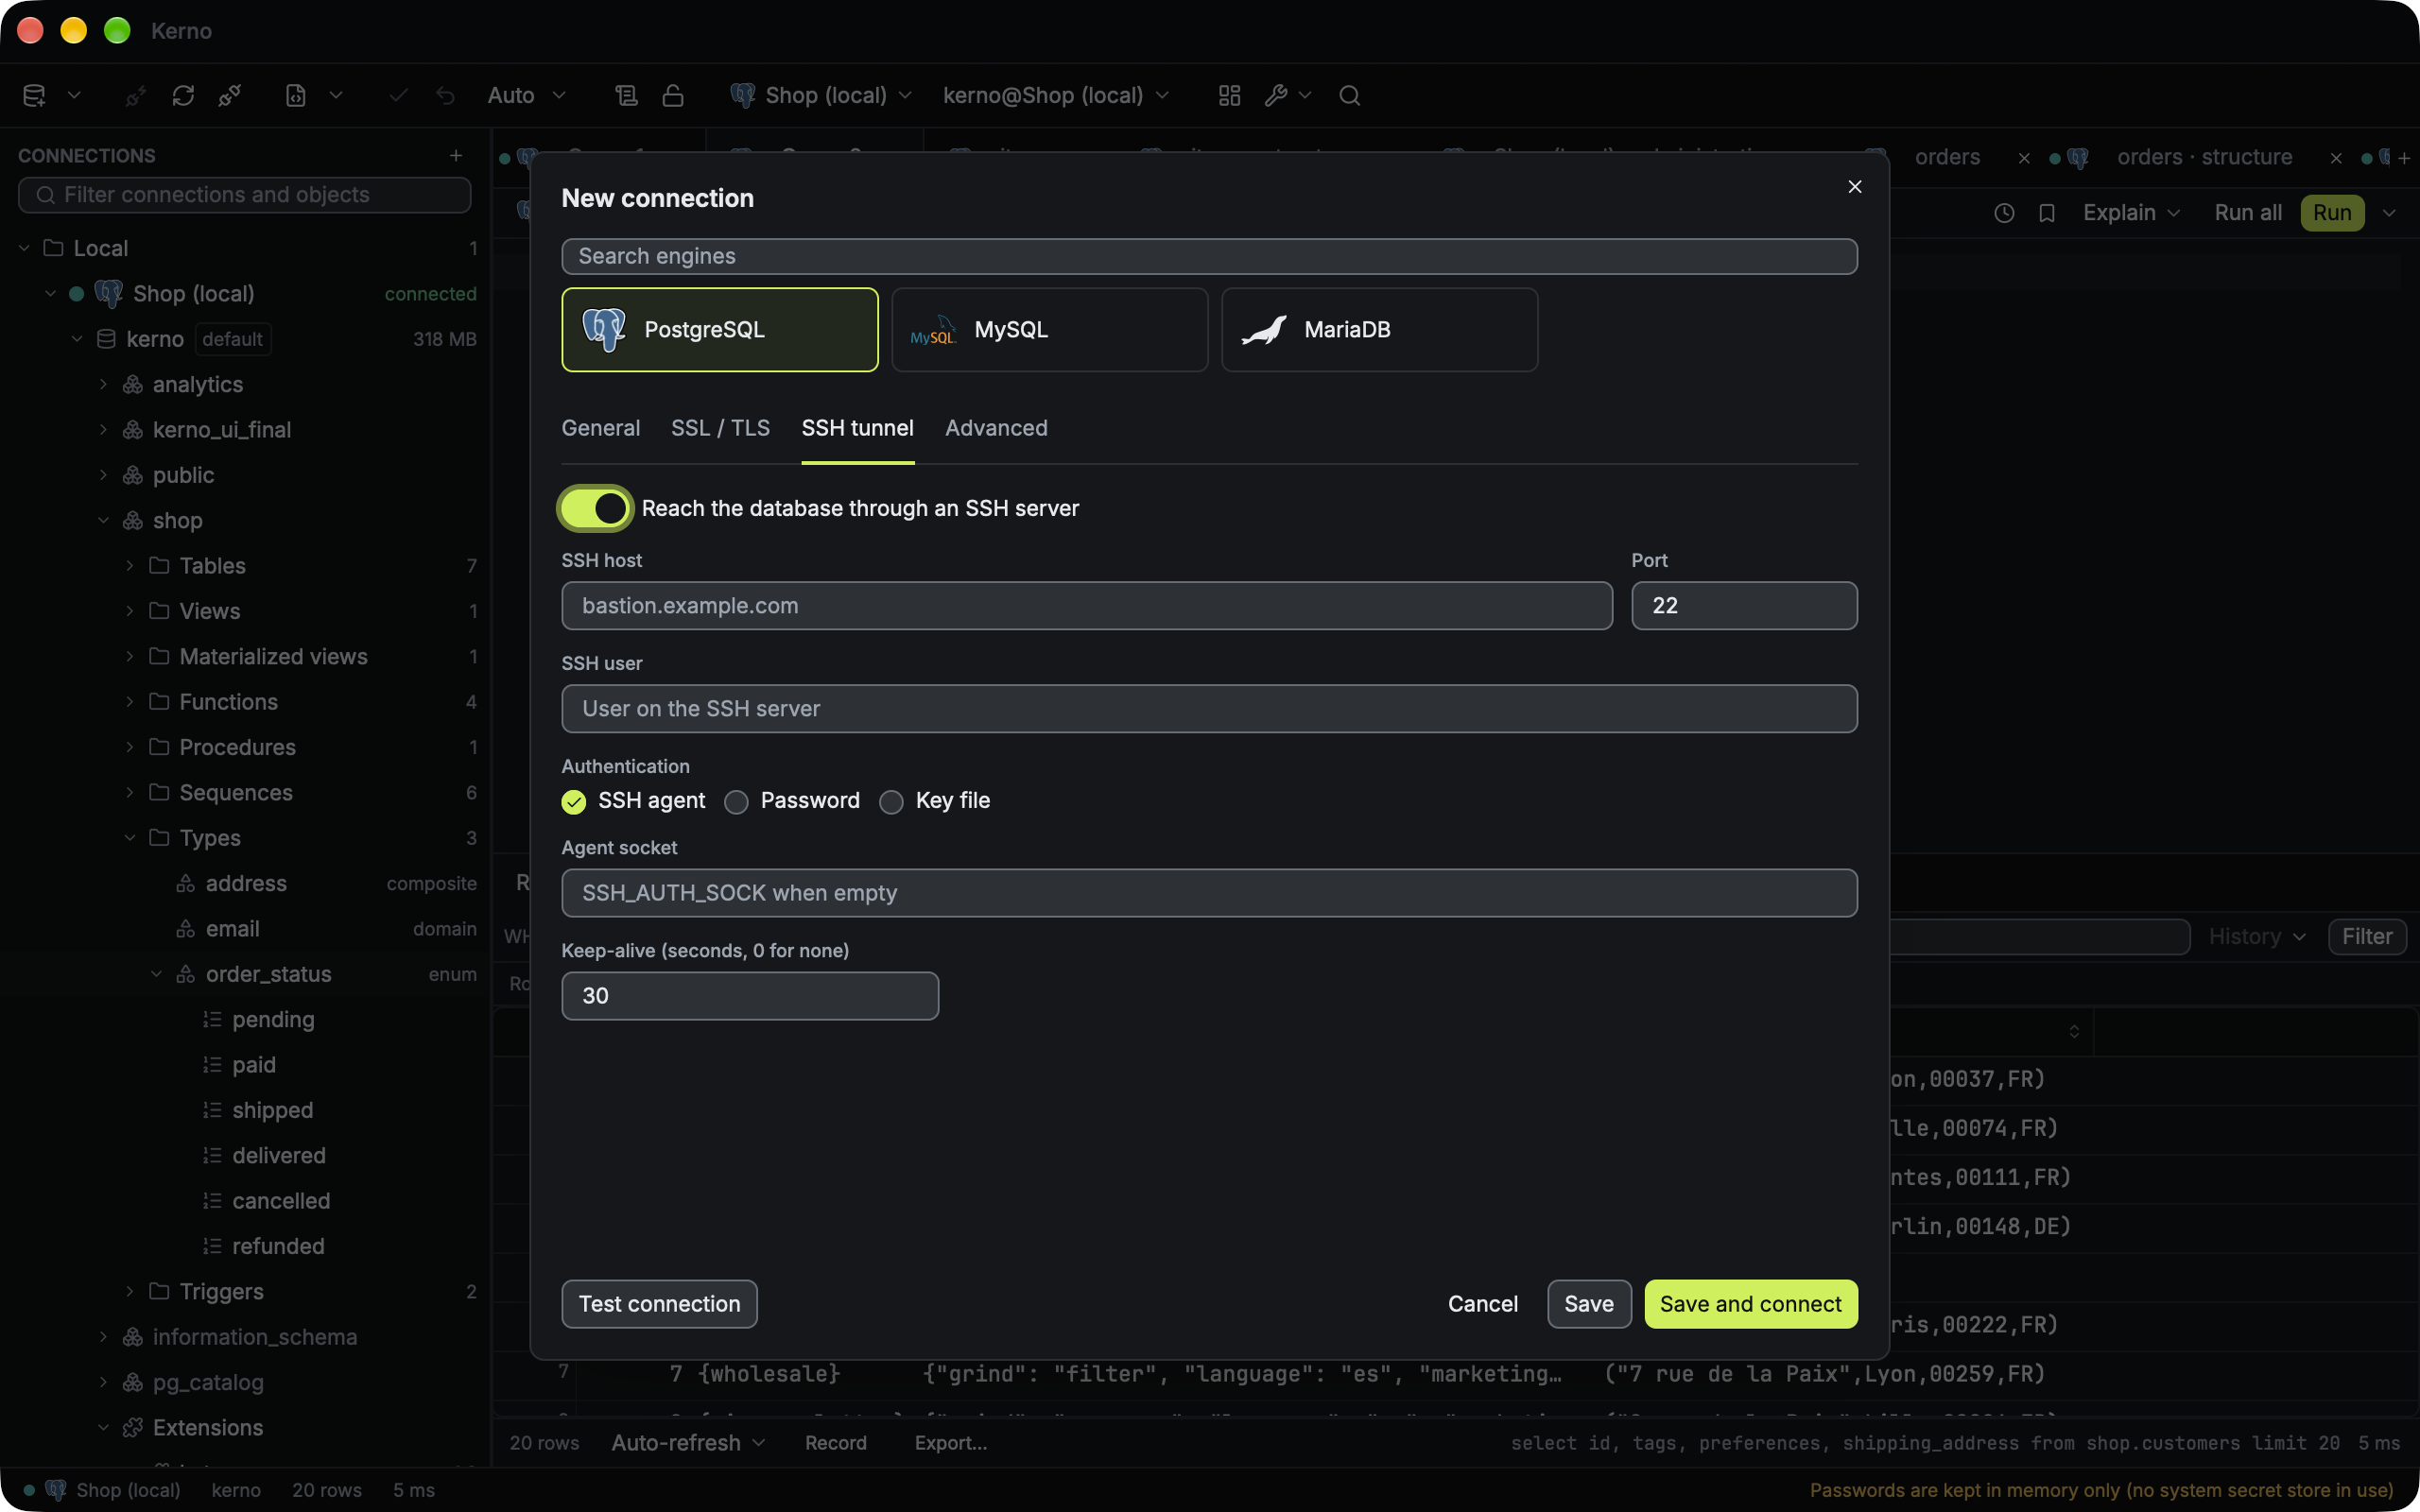 Kerno
Auto
Shop (local)
kerno@Shop (local)
CONNECTIONS
Filter connections and objects
Local 1
Shop (local) connected
kerno default 318 MB
analytics
kerno_ui_final
public
shop
Tables 7
Views 1
Materialized views 1
Functions 4
Procedures 1
Sequences 6
Types 3
address composite
email domain
order_status enum
pending
paid
shipped
delivered
cancelled
refunded
Triggers 2
information_schema
pg_catalog
Extensions
orders
orders · structure
Explain
Run all
Run
New connection
Search engines
PostgreSQL
MySQL
MySQL
MariaDB
General
SSL / TLS
SSH tunnel
Advanced
Reach the database through an SSH server
SSH host
Port
bastion.example.com
22
SSH user
User on the SSH server
Authentication
SSH agent
Password
Key file
Agent socket
SSH_AUTH_SOCK when empty
Keep-alive (seconds, 0 for none)
30
Test connection
Cancel
Save
Save and connect
History
Filter
on,00037,FR)
lle,00074,FR)
ntes,00111,FR)
rlin,00148,DE)
ris,00222,FR)
7 7 {wholesale} {"grind": "filter", "language": "es", "marketing… ("7 rue de la Paix",Lyon,00259,FR)
20 rows
Auto-refresh
Record
Export...
select id, tags, preferences, shipping_address from shop.customers limit 20 5 ms
Shop (local)
kerno
20 rows
5 ms
Passwords are kept in memory only (no system secret store in use)